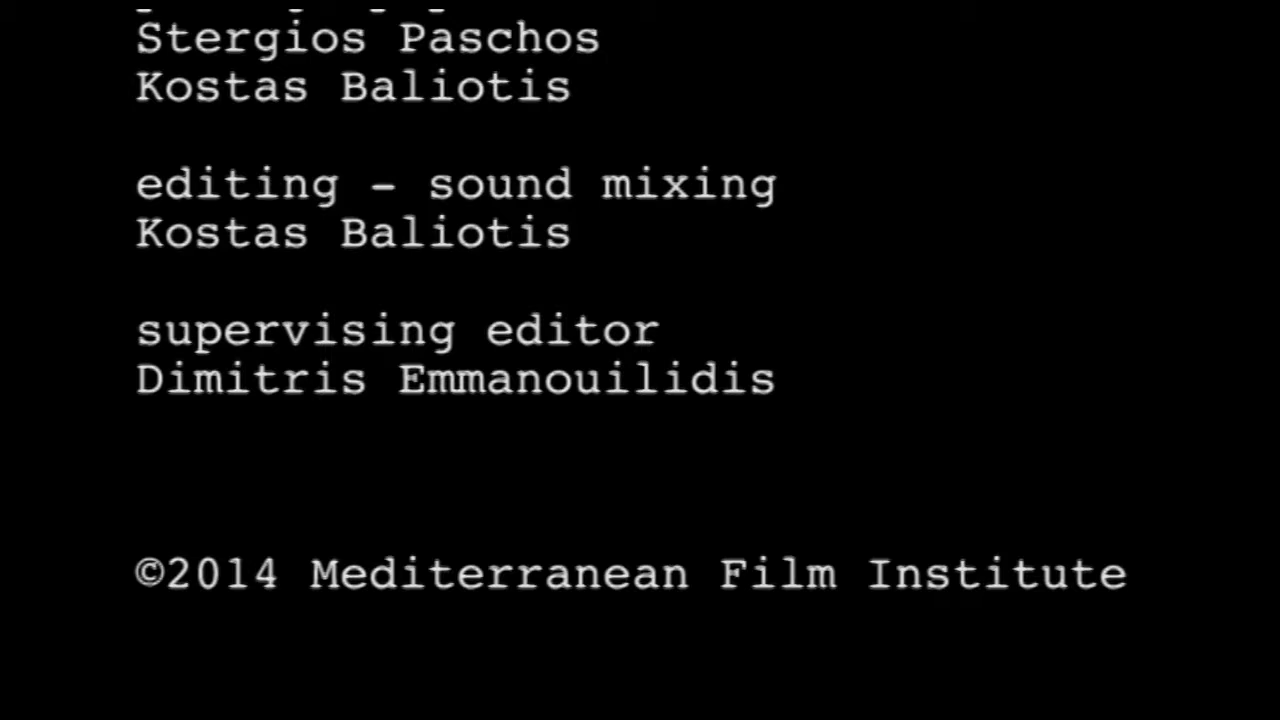 Stergios Paschos
Kostas Baliotis
editing - sound mixing
Kostas Baliotis
supervising editor
Dimitris Emmanouilidis
©2014 Mediterranean Film Institute